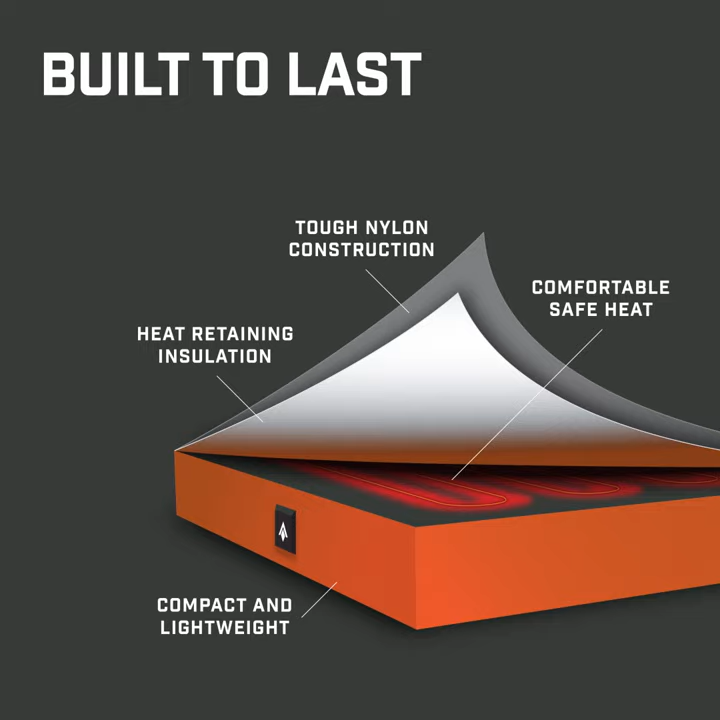 BUILT TO LAST
TOUGH NYLON
CONSTRUCTION
COMFORTABLE
SAFE HEAT
HEAT RETAINING
INSULATION
COMPACT AND
LIGHTWEIGHT